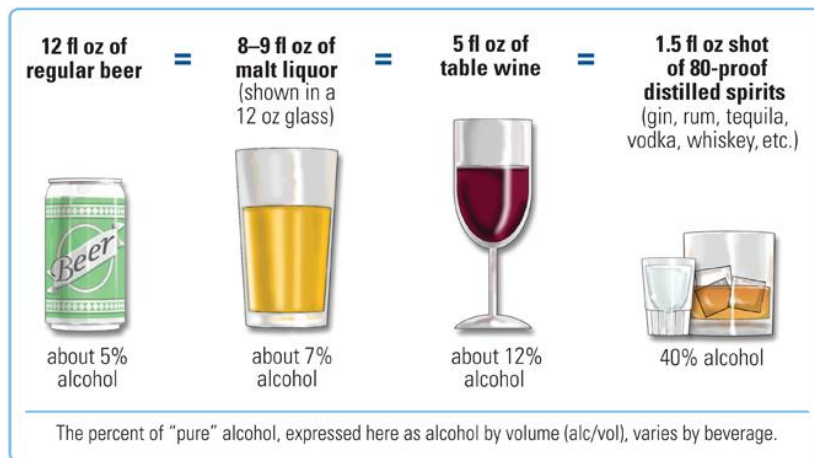 12 fl oz of
regular beer
=
8–9 fl oz of
malt liquor
(shown in a
12 oz glass)
=
5 fl oz of
table wine
=
1.5 fl oz shot
of 80-proof
distilled spirits
(gin, rum, tequila,
vodka, whiskey, etc.)
Beer
about 5%
alcohol
about 7%
alcohol
about 12%
alcohol
40% alcohol
The percent of “pure” alcohol, expressed here as alcohol by volume (alc/vol), varies by beverage.